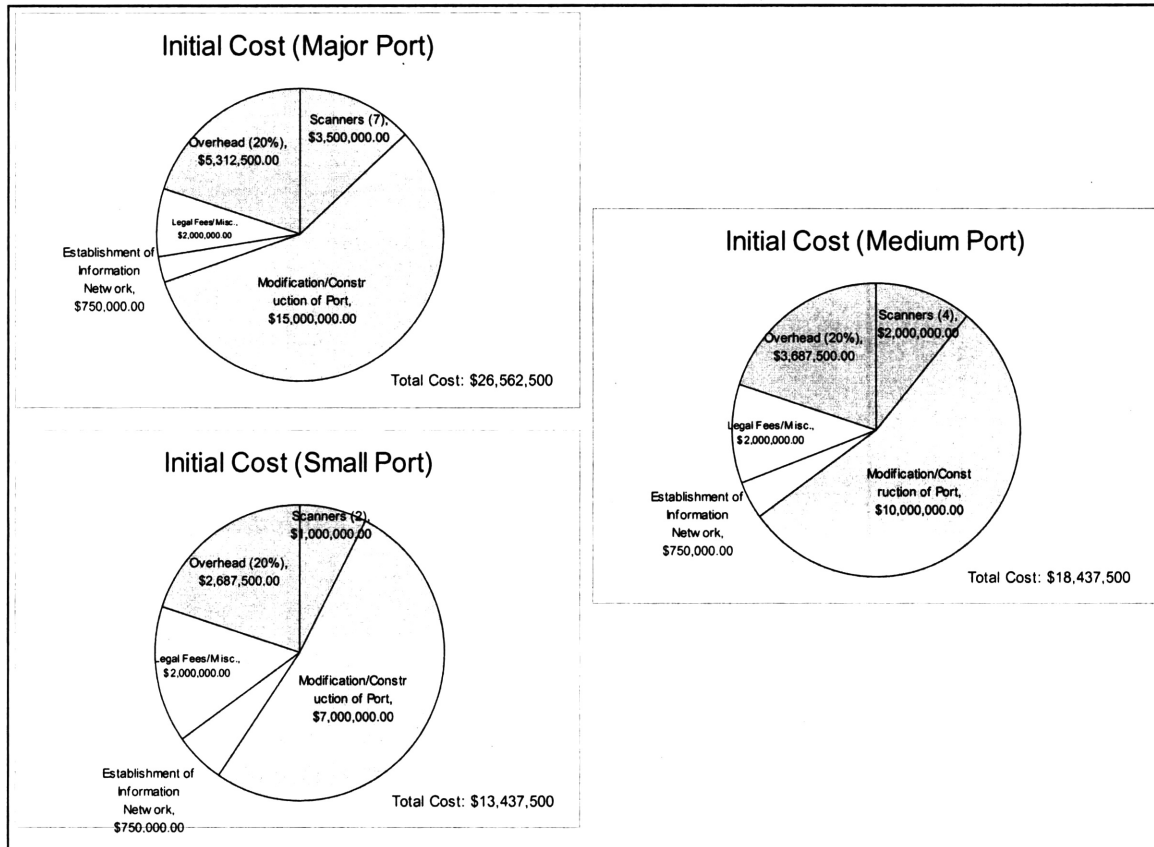 Initial Cost (Major Port)
Scanners (7),
$3,500,000.00
Overhead (20%),
$5,312,500.00
Legal Fees/Misc.,
$2,000,000.00
Establishment of
Information
Network,
$750,000.00
Modification/Constr
uction of Port,
$15,000,000.00
Total Cost: $26,562,500
Initial Cost (Medium Port)
Scanners (4),
$2,000,000.00
Overhead (20%),
$3,687,500.00
Legal Fees/Misc.,
$2,000,000.00
Modification/Const
ruction of Port,
$10,000,000.00
Establishment of
Information
Network,
$750,000.00
Total Cost: $18,437,500
Initial Cost (Small Port)
Scanners (2),
$1,000,000.00
Overhead (20%),
$2,687,500.00
Legal Fees/Misc.,
$2,000,000.00
Modification/Constr
uction of Port,
$7,000,000.00
Establishment of
Information
Network,
$750,000.00
Total Cost: $13,437,500